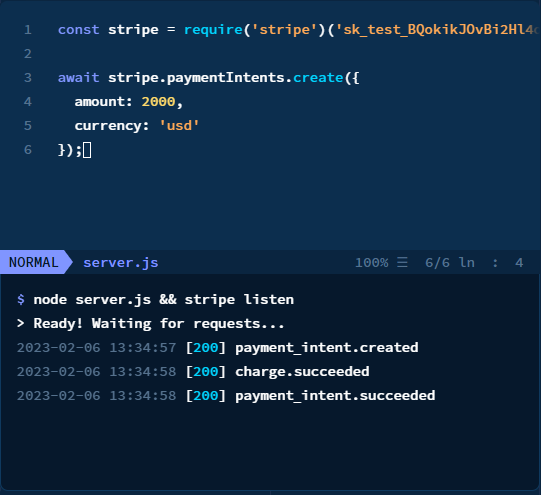 1 const stripe = require('stripe')('sk_test_BQokikJOvBi2Hl4
2
3 await stripe.paymentIntents.create({
4 amount: 2000,
5 currency: 'usd'
6 });
NORMAL server.js 100% ☰ 6/6 ln : 4
$ node server.js && stripe listen
> Ready! Waiting for requests...
2023-02-06 13:34:57 [200] payment_intent.created
2023-02-06 13:34:58 [200] charge.succeeded
2023-02-06 13:34:58 [200] payment_intent.succeeded